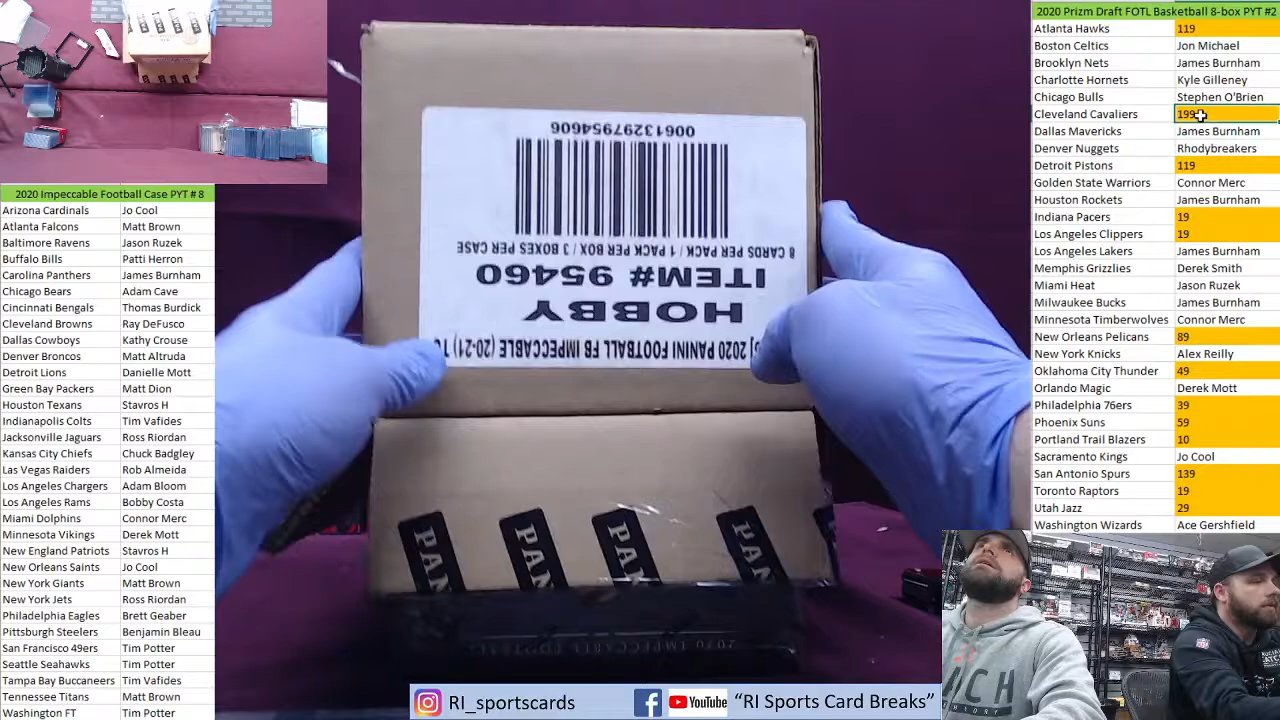 2020 Impeccable Football Case PYT # 8
Arizona Cardinals Jo Cool
Atlanta Falcons Matt Brown
Baltimore Ravens Jason Ruzek
Buffalo Bills Patti Herron
Carolina Panthers James Burnham
Chicago Bears Adam Cave
Cincinnati Bengals Thomas Burdick
Cleveland Browns Ray DeFusco
Dallas Cowboys Kathy Crouse
Denver Broncos Matt Altruda
Detroit Lions Danielle Mott
Green Bay Packers Matt Dion
Houston Texans Stavros H
Indianapolis Colts Tim Vafides
Jacksonville Jaguars Ross Riordan
Kansas City Chiefs Chuck Badgley
Las Vegas Raiders Rob Almeida
Los Angeles Chargers Adam Bloom
Los Angeles Rams Bobby Costa
Miami Dolphins Connor Merc
Minnesota Vikings Derek Mott
New England Patriots Stavros H
New Orleans Saints Jo Cool
New York Giants Matt Brown
New York Jets Ross Riordan
Philadelphia Eagles Brett Geaber
Pittsburgh Steelers Benjamin Bleau
San Francisco 49ers Tim Potter
Seattle Seahawks Tim Potter
Tampa Bay Buccaneers Tim Vafides
Tennessee Titans Matt Brown
Washington FT Tim Potter
2020 PANINI FOOTBALL FB IMPECCABLE (20-21)
HOBBY
ITEM# 95460
8 CARDS PER PACK / 1 PACK PER BOX / 3 BOXES PER CASE
0061329795460６
PANI
PAN
PANI
PANI
2020 IMPECCABLE FOOTBALL
RI_sportscards
YouTube "RI Sports Card Breaks"
2020 Prizm Draft FOTL Basketball 8-box PYT #2
Atlanta Hawks 119
Boston Celtics Jon Michael
Brooklyn Nets James Burnham
Charlotte Hornets Kyle Gilleney
Chicago Bulls Stephen O'Brien
Cleveland Cavaliers 199
Dallas Mavericks James Burnham
Denver Nuggets Rhodybreakers
Detroit Pistons 119
Golden State Warriors Connor Merc
Houston Rockets James Burnham
Indiana Pacers 19
Los Angeles Clippers 19
Los Angeles Lakers James Burnham
Memphis Grizzlies Derek Smith
Miami Heat Jason Ruzek
Milwaukee Bucks James Burnham
Minnesota Timberwolves Connor Merc
New Orleans Pelicans 89
New York Knicks Alex Reilly
Oklahoma City Thunder 49
Orlando Magic Derek Mott
Philadelphia 76ers 39
Phoenix Suns 59
Portland Trail Blazers 10
Sacramento Kings Jo Cool
San Antonio Spurs 139
Toronto Raptors 19
Utah Jazz 29
Washington Wizards Ace Gershfield